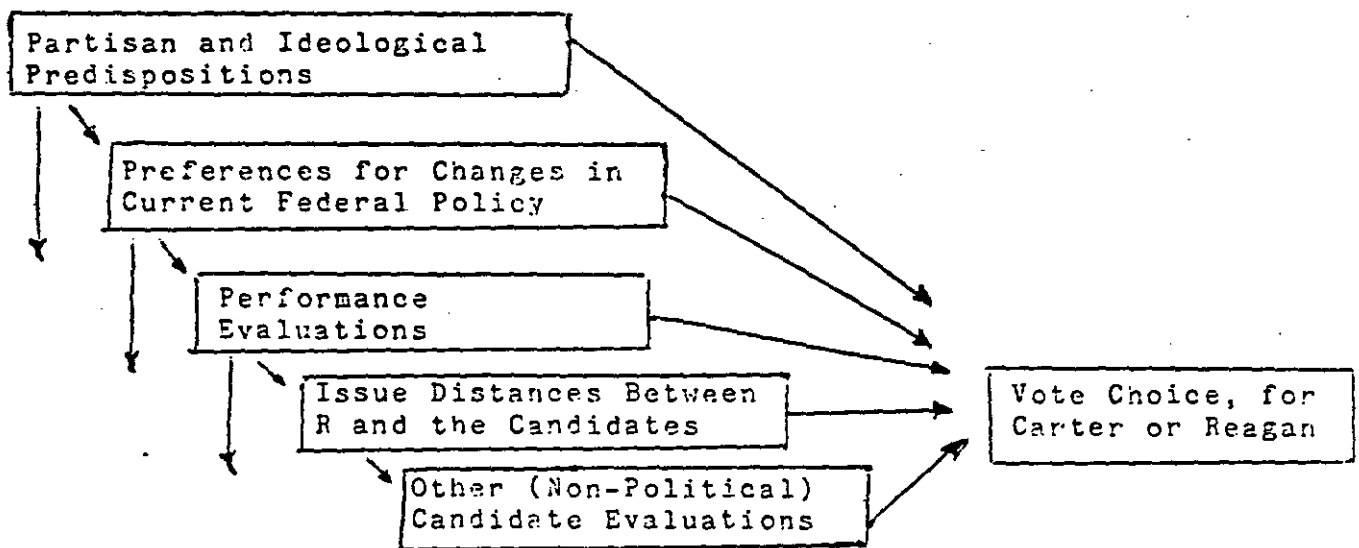 Partisan and Ideological
Predispositions
Preferences for Changes in
Current Federal Policy
Performance
Evaluations
Issue Distances Between
R and the Candidates
Vote Choice, for
Carter or Reagan
Other (Non-Political)
Candidate Evaluations